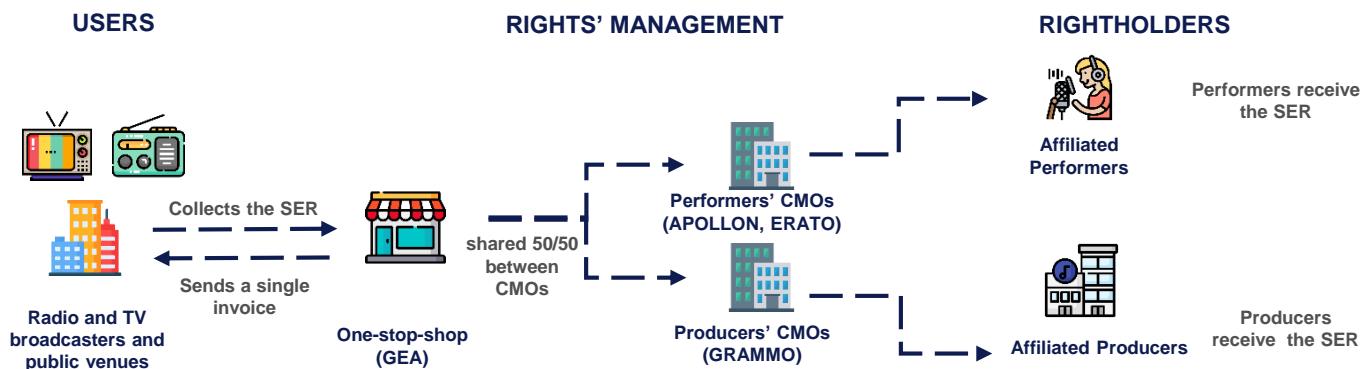 USERS
RIGHTS' MANAGEMENT
RIGHTHOLDERS
Collects the SER
Sends a single
invoice
Radio and TV
broadcasters and
public venues
One-stop-shop
(GEA)
shared 50/50
between
CMOs
Performers' CMOs
(APOLLON, ERATO)
Producers' CMOs
(GRAMMO)
Affiliated
Performers
Performers receive
the SER
Affiliated Producers
Producers
receive the SER